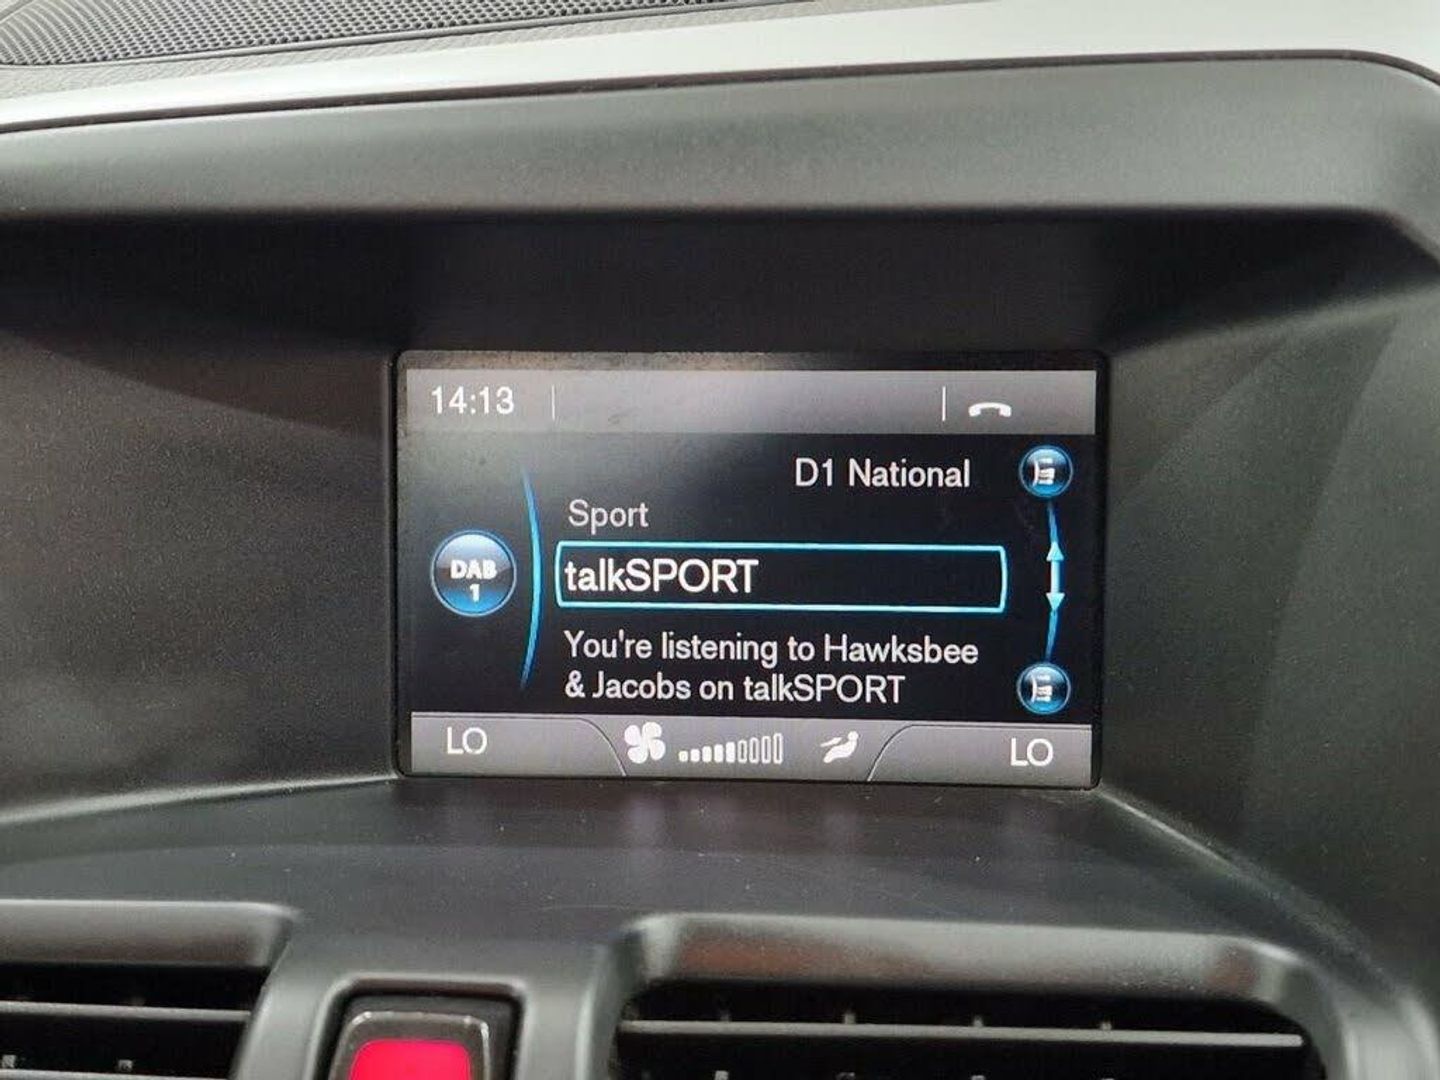 14:13
D1 National
Sport
DAB
1
talkSPORT
You're listening to Hawksbee
& Jacobs on talkSPORT
LO
LO